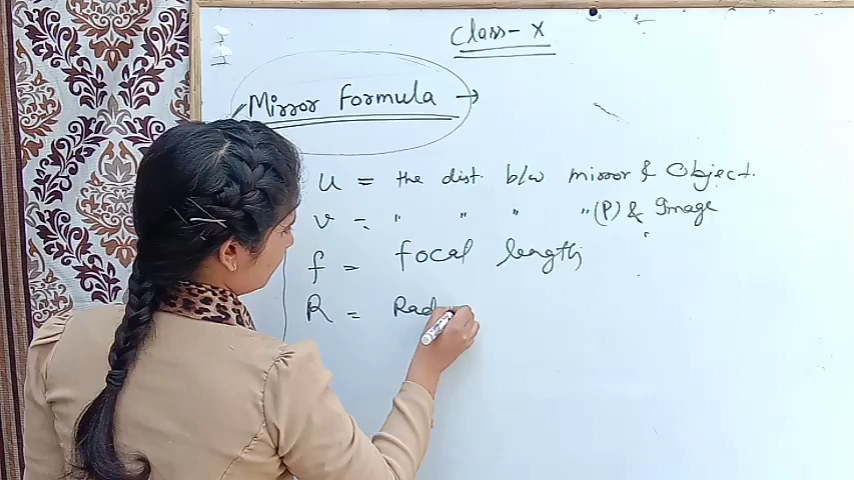 Class-X
Mirror Formula →
u = the dist. b/w mirror & Object.
v = " " " "(P) & Image
f = focal length
R = Rad